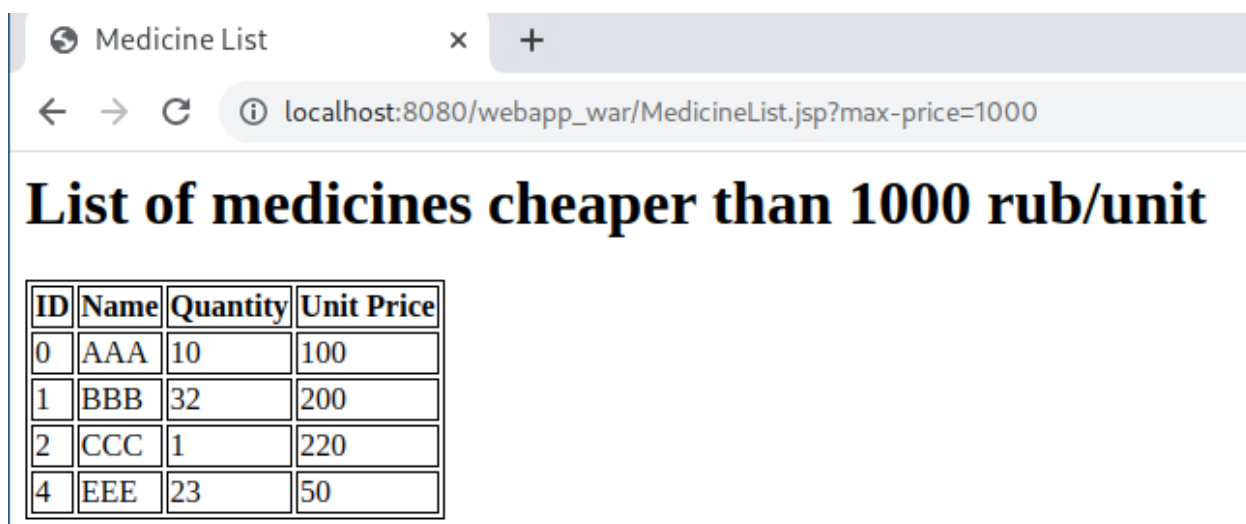 Medicine List
localhost:8080/webapp_war/MedicineList.jsp?max-price=1000
List of medicines cheaper than 1000 rub/unit
ID Name Quantity Unit Price
0 AAA 10 100
1 BBB 32 200
2 CCC 1 220
4 EEE 23 50